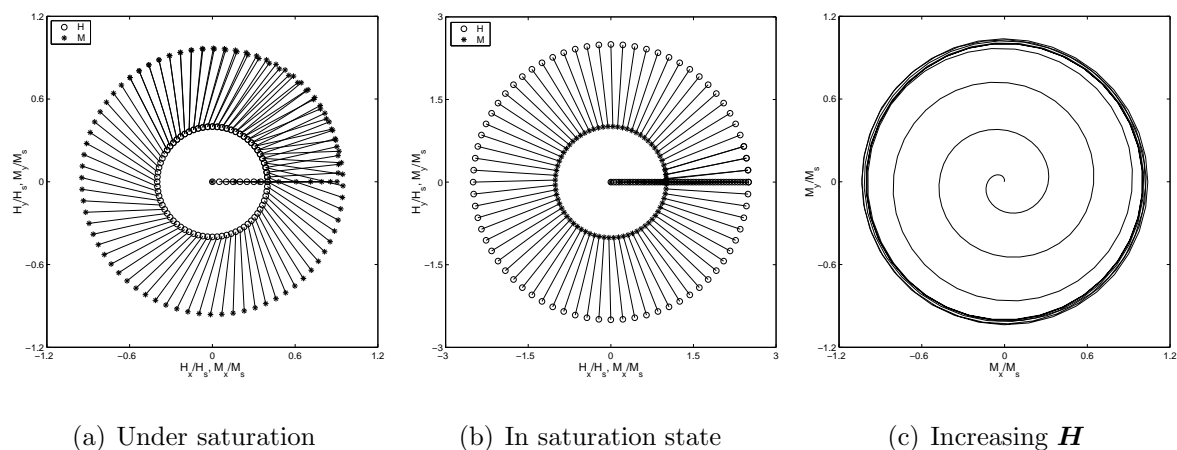 H
M
1.2
0.6
0
−0.6
−1.2
−1.2 −0.6 0 0.6 1.2
H_y/H_s, M_y/M_s
H_x/H_s, M_x/M_s
(a) Under saturation
H
M
3
1.5
0
−1.5
−3
−3 −1.5 0 1.5 3
H_y/H_s, M_y/M_s
H_x/H_s, M_x/M_s
(b) In saturation state
1.2
0.6
0
−0.6
−1.2
−1.2 −0.6 0 0.6 1.2
M_y/M_s
M_x/M_s
(c) Increasing H